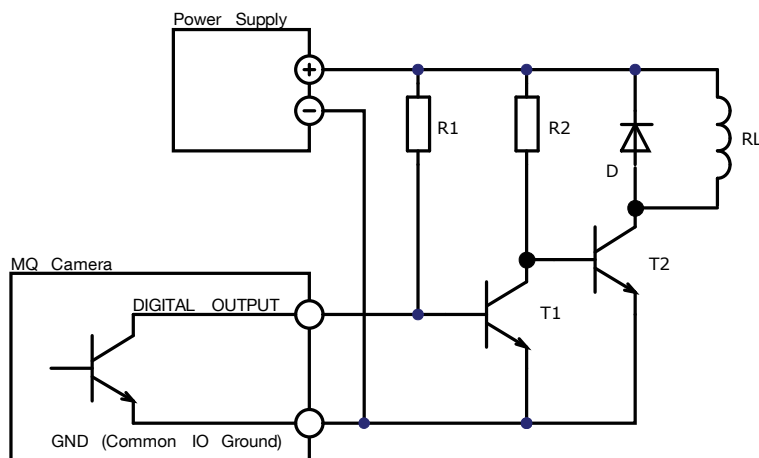 Power Supply
R1
R2
D
RL
T2
MQ Camera
DIGITAL OUTPUT
T1
GND (Common IO Ground)